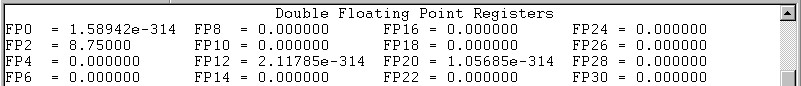 Double Floating Point Registers
FP0  = 1.58942e-314  FP8  = 0.000000     FP16 = 0.000000     FP24 = 0.000000
FP2  = 8.75000       FP10 = 0.000000     FP18 = 0.000000     FP26 = 0.000000
FP4  = 0.000000      FP12 = 2.11785e-314 FP20 = 1.05685e-314 FP28 = 0.000000
FP6  = 0.000000      FP14 = 0.000000     FP22 = 0.000000     FP30 = 0.000000